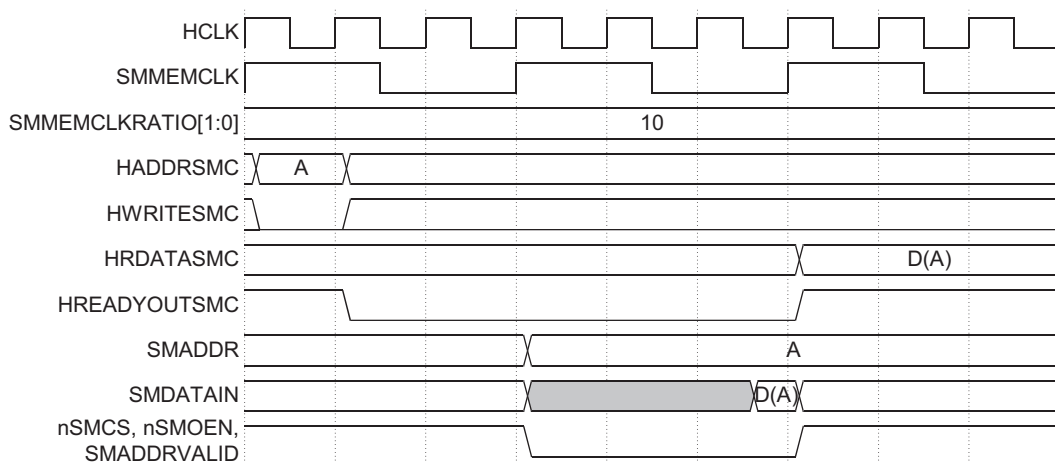 HCLK
SMMEMCLK
SMMEMCLKRATIO[1:0]
10
HADDRSMC
A
HWRITESMC
HRDATASMC
D(A)
HREADYOUTSMC
SMADDR
A
SMDATAIN
D(A)
nSMCS, nSMOEN,
SMADDRVALID